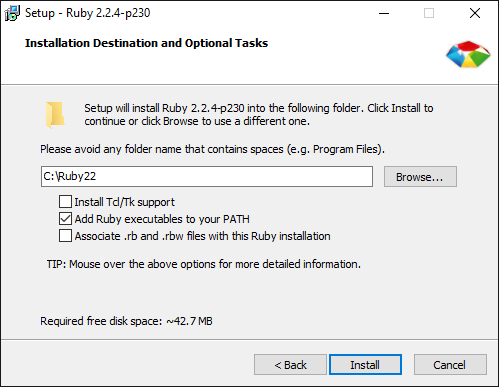 Setup - Ruby 2.2.4-p230
Installation Destination and Optional Tasks
Setup will install Ruby 2.2.4-p230 into the following folder. Click Install to
continue or click Browse to use a different one.
Please avoid any folder name that contains spaces (e.g. Program Files).
C:\Ruby22
Browse...
Install Tcl/Tk support
Add Ruby executables to your PATH
Associate .rb and .rbw files with this Ruby installation
TIP: Mouse over the above options for more detailed information.
Required free disk space: ~42.7 MB
< Back
Install
Cancel